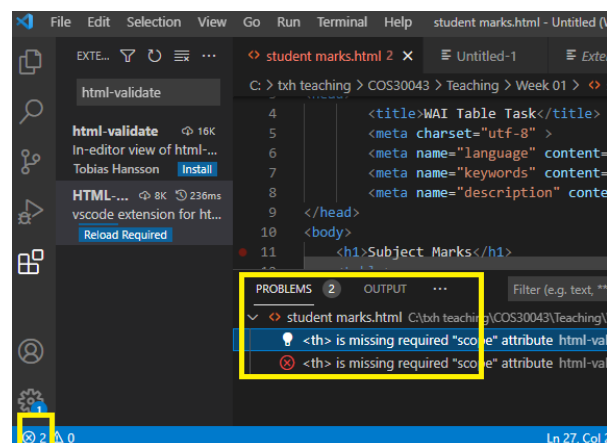 File Edit Selection View Go Run Terminal Help student marks.html - Untitled (
EXTE...
student marks.html 2
Untitled-1
Exte
html-validate
C: > txh teaching > COS30043 > Teaching > Week 01 >
4 <title>WAI Table Task</title>
5 <meta charset="utf-8" >
6 <meta name="language" content=
7 <meta name="keywords" content=
8 <meta name="description" conte
9 </head>
10 <body>
11 <h1>Subject Marks</h1>
html-validate 16K
In-editor view of html-...
Tobias Hansson Install
HTML-... 8K 236ms
vscode extension for ht...
Reload Required
PROBLEMS 2 OUTPUT ... Filter (e.g. text, **
student marks.html C:\txh teaching\COS30043\Teaching\
<th> is missing required "scope" attribute html-val
<th> is missing required "scope" attribute html-val
1
2 0
Ln 27, Col